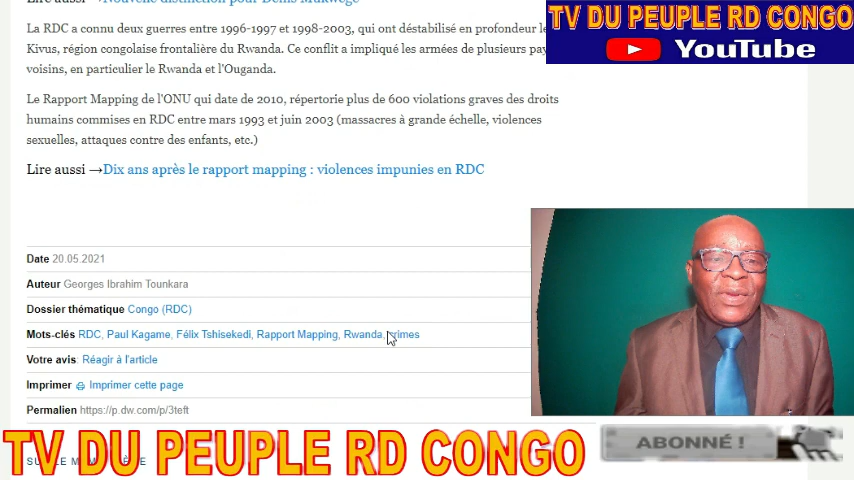 Lire aussi →Nouvelle distinction pour Denis Mukwege
TV DU PEUPLE RD CONGO
YouTube
La RDC a connu deux guerres entre 1996-1997 et 1998-2003, qui ont déstabilisé en profondeur le
Kivus, région congolaise frontalière du Rwanda. Ce conflit a impliqué les armées de plusieurs pay
voisins, en particulier le Rwanda et l'Ouganda.
Le Rapport Mapping de l'ONU qui date de 2010, répertorie plus de 600 violations graves des droits
humains commises en RDC entre mars 1993 et juin 2003 (massacres à grande échelle, violences
sexuelles, attaques contre des enfants, etc.)
Lire aussi →Dix ans après le rapport mapping : violences impunies en RDC
Date 20.05.2021
Auteur Georges Ibrahim Tounkara
Dossier thématique Congo (RDC)
Mots-clés RDC, Paul Kagame, Félix Tshisekedi, Rapport Mapping, Rwanda, crimes
Votre avis: Réagir à l'article
Imprimer Imprimer cette page
Permalien https://p.dw.com/p/3teft
TV DU PEUPLE RD CONGO
ABONNÉ !